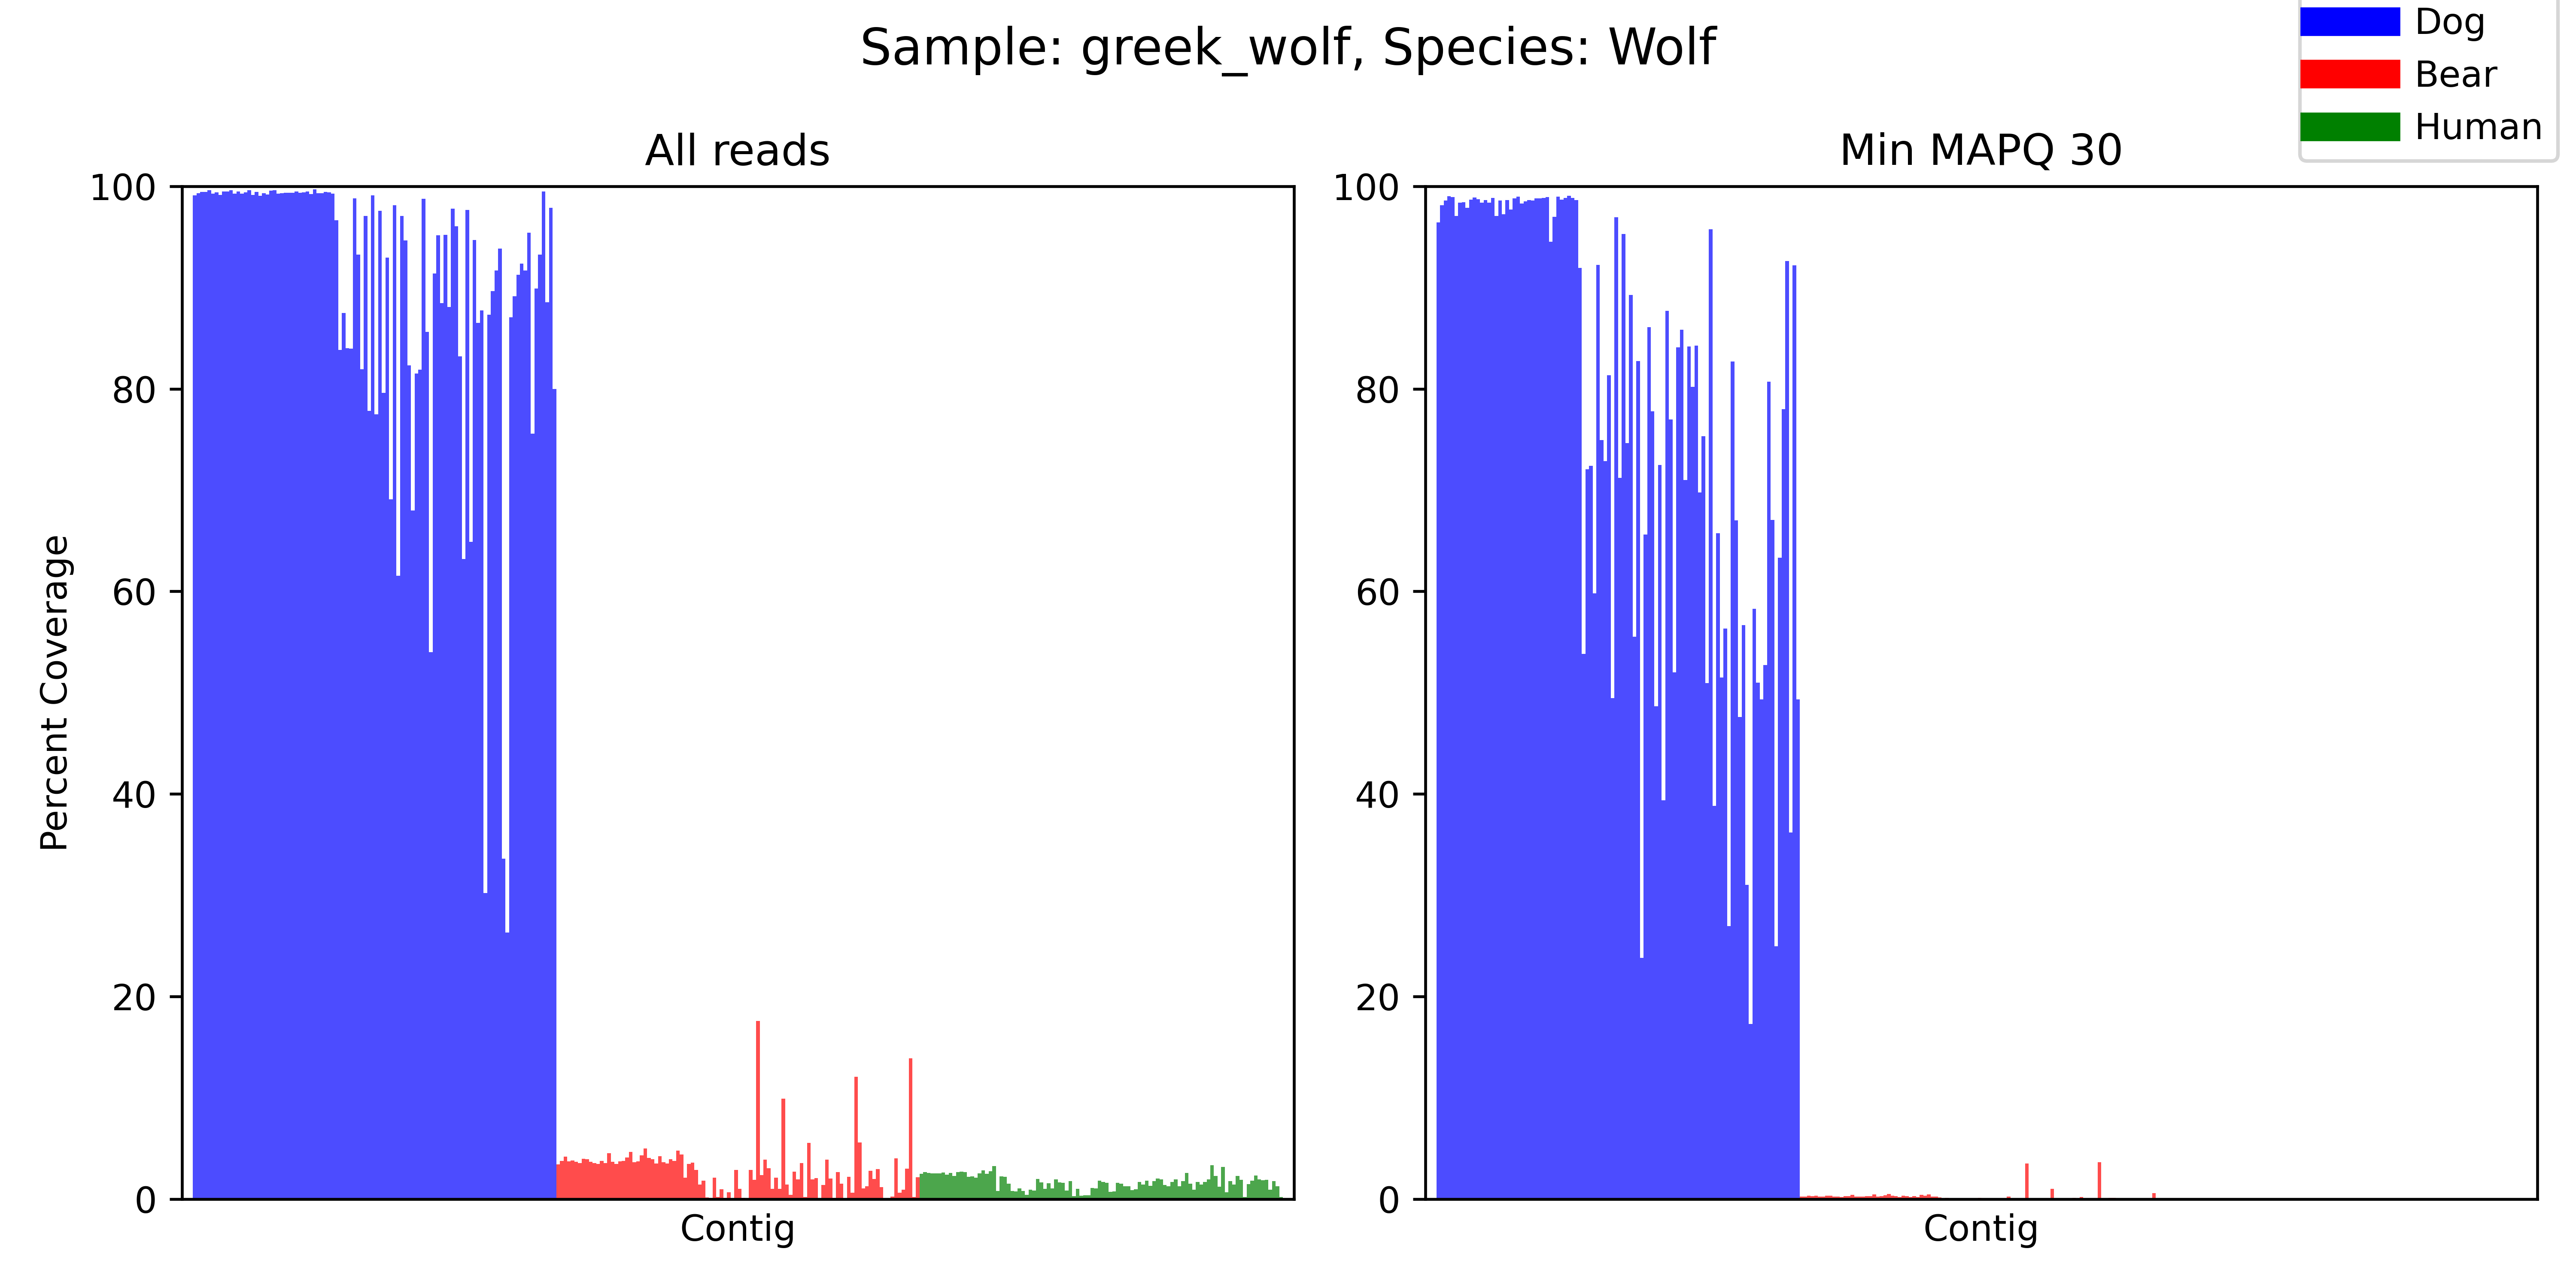 Sample: greek_wolf, Species: Wolf
Dog
Bear
Human
All reads
Min MAPQ 30
Percent Coverage
100
80
60
40
20
0
Contig
100
80
60
40
20
0
Contig